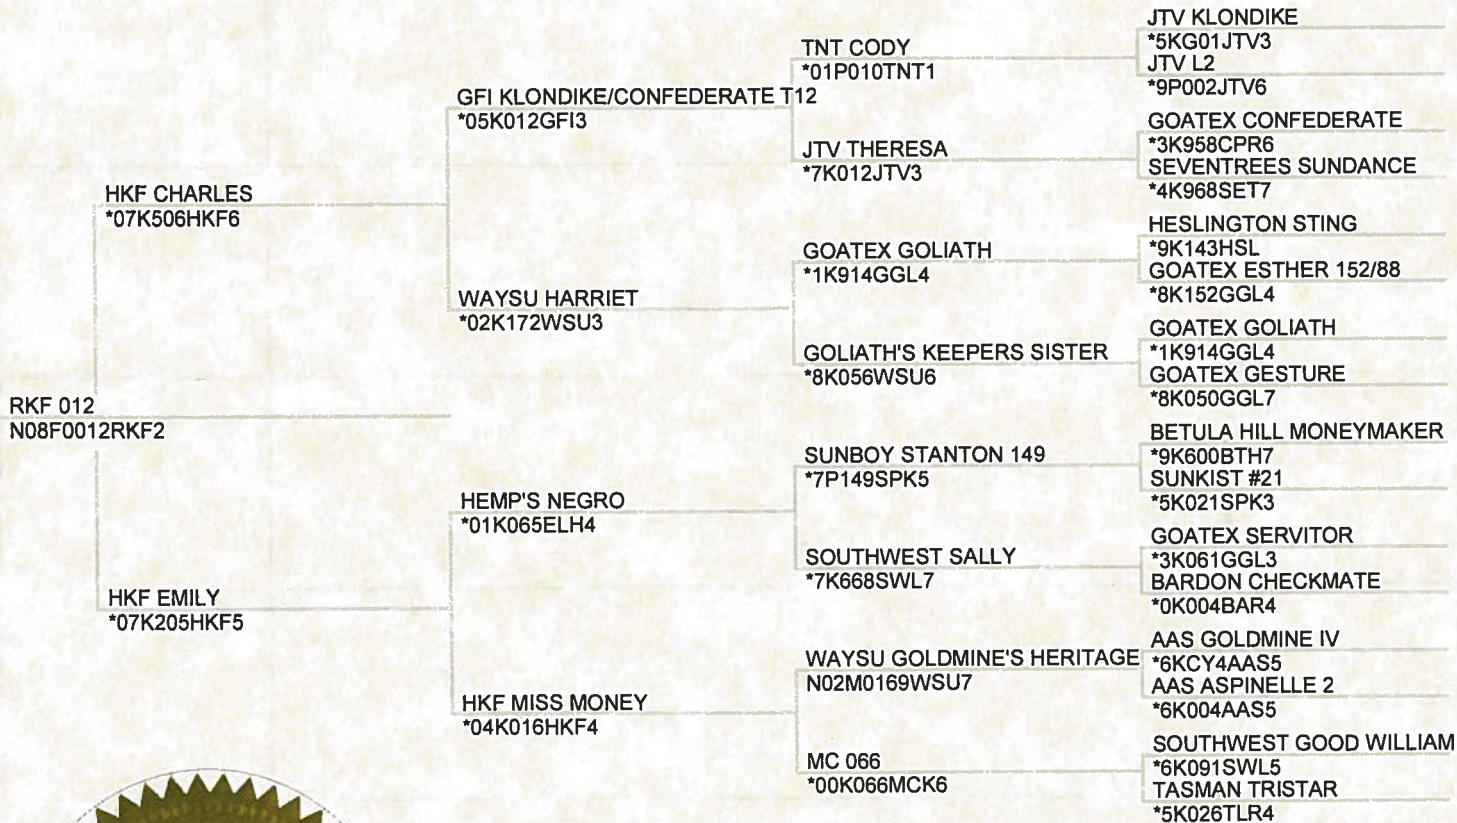 RKF 012
N08F0012RKF2
HKF CHARLES
*07K506HKF6
HKF EMILY
*07K205HKF5
GFI KLONDIKE/CONFEDERATE T12
*05K012GFI3
WAYSU HARRIET
*02K172WSU3
HEMP'S NEGRO
*01K065ELH4
HKF MISS MONEY
*04K016HKF4
TNT CODY
*01P010TNT1
JTV THERESA
*7K012JTV3
GOATEX GOLIATH
*1K914GGL4
GOLIATH'S KEEPERS SISTER
*8K056WSU6
SUNBOY STANTON 149
*7P149SPK5
SOUTHWEST SALLY
*7K668SWL7
WAYSU GOLDMINE'S HERITAGE
N02M0169WSU7
MC 066
*00K066MCK6
JTV KLONDIKE
*5KG01JTV3
JTV L2
*9P002JTV6
GOATEX CONFEDERATE
*3K958CPR6
SEVENTREES SUNDANCE
*4K968SET7
HESLINGTON STING
*9K143HSL
GOATEX ESTHER 152/88
*8K152GGL4
GOATEX GOLIATH
*1K914GGL4
GOATEX GESTURE
*8K050GGL7
BETULA HILL MONEYMAKER
*9K600BTH7
SUNKIST #21
*5K021SPK3
GOATEX SERVITOR
*3K061GGL3
BARDON CHECKMATE
*0K004BAR4
AAS GOLDMINE IV
*6KCY4AAS5
AAS ASPINELLE 2
*6K004AAS5
SOUTHWEST GOOD WILLIAM
*6K091SWL5
TASMAN TRISTAR
*5K026TLR4